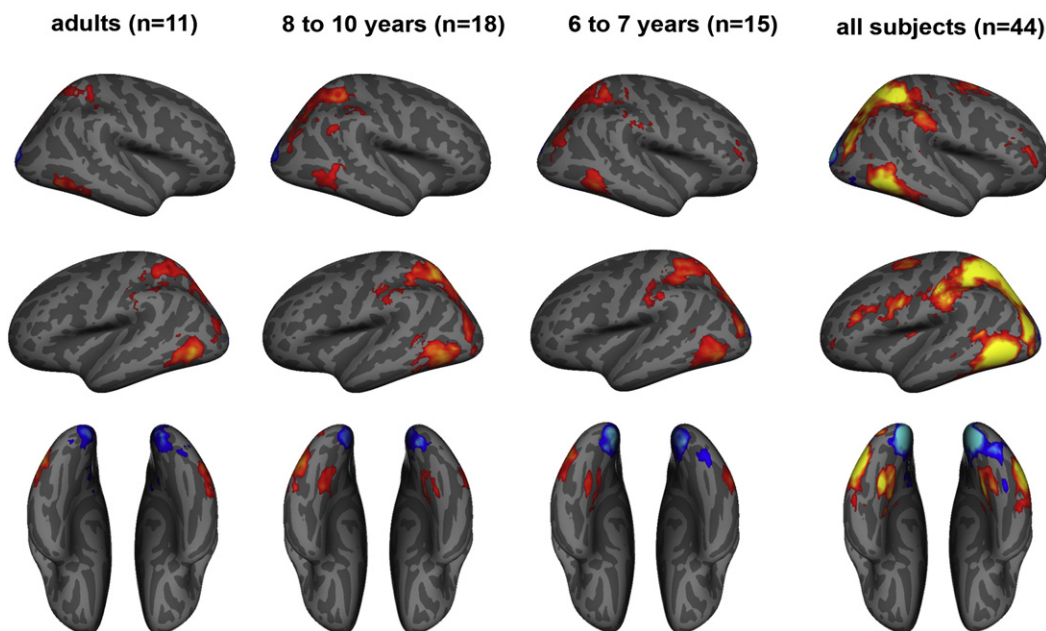 adults (n=11) 8 to 10 years (n=18) 6 to 7 years (n=15) all subjects (n=44)